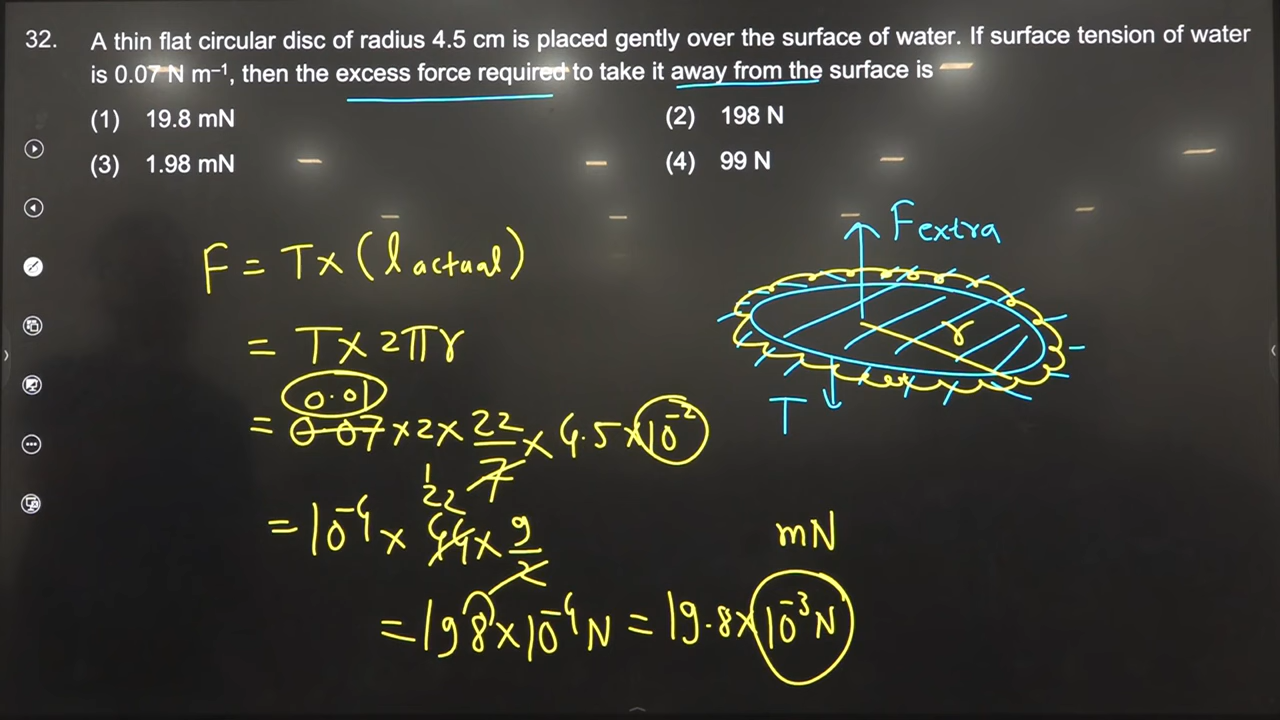 32. A thin flat circular disc of radius 4.5 cm is placed gently over the surface of water. If surface tension of water
is 0.07 N m⁻¹, then the excess force required to take it away from the surface is
(1) 19.8 mN
(2) 198 N
(3) 1.98 mN
(4) 99 N
F = T × (l actual)
= T × 2πr
0.01
= 0.07 × 2 × 22/7 × 4.5 × 10⁻²
1
22
= 10⁻⁴ × 44 × 9/2
= 198 × 10⁻⁴ N = 19.8 × 10⁻³ N
mN
F extra
r
T